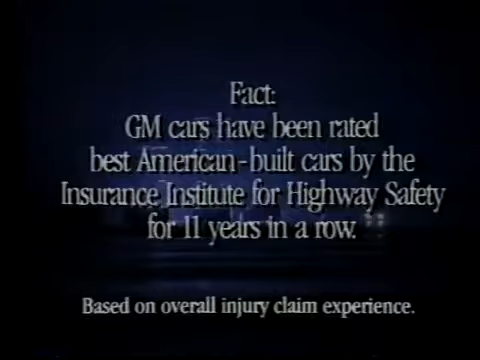 Fact:
GM cars have been rated
best American-built cars by the
Insurance Institute for Highway Safety
for 11 years in a row.
Based on overall injury claim experience.